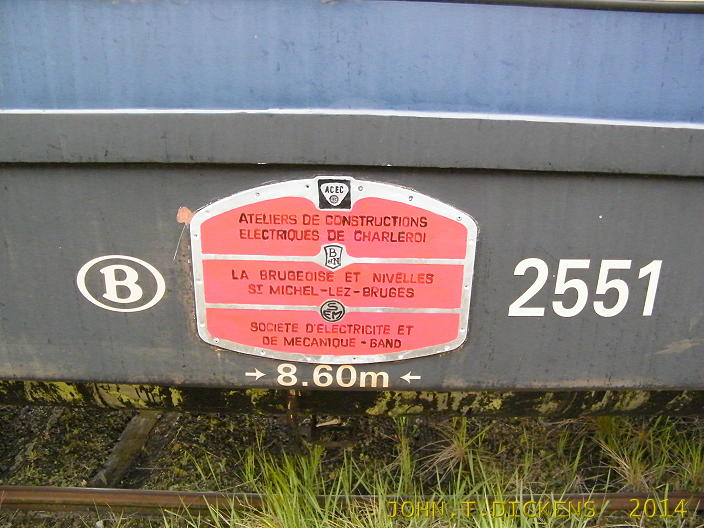 ACEC
ATELIERS DE CONSTRUCTIONS
ELECTRIQUES DE CHARLEROI
B
N
LA BRUGEOISE ET NIVELLES
ST MICHEL-LEZ-BRUGES
SEM
SOCIETE D'ELECTRICITE ET
DE MECANIQUE - GAND
B
2551
→ 8.60m ←
JOHN.T.DICKENS 2014